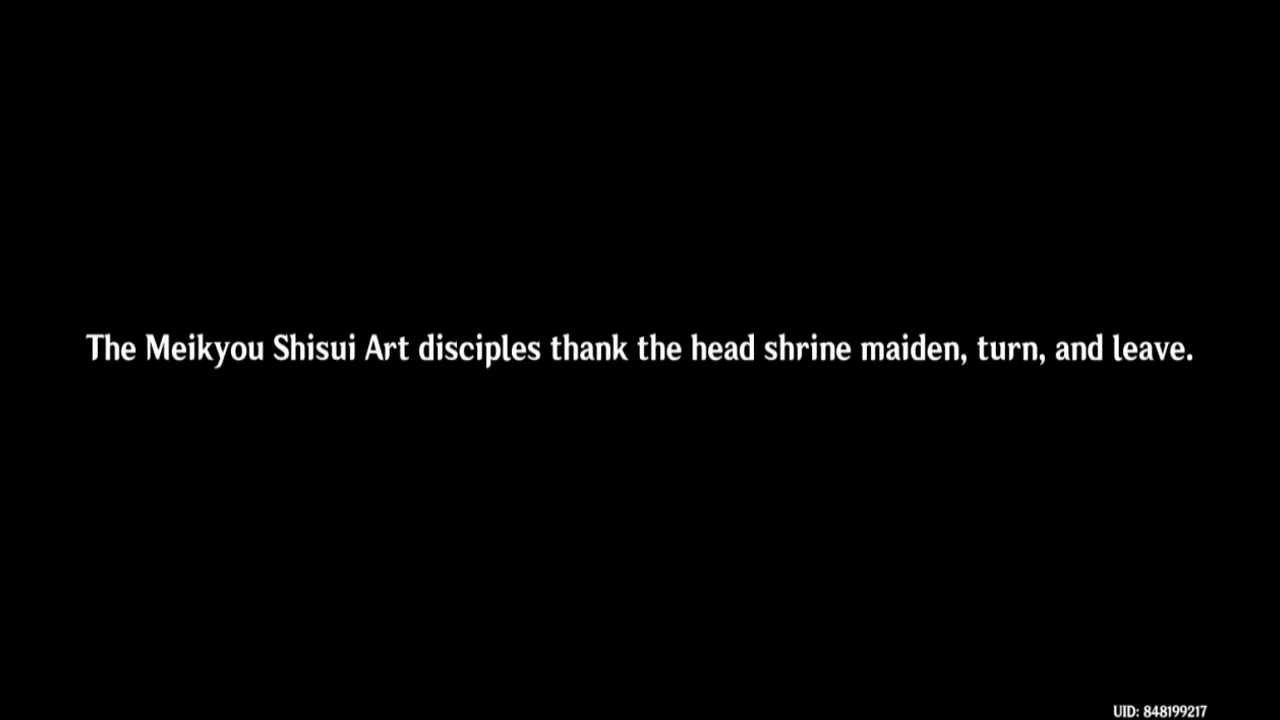 The Meikyou Shisui Art disciples thank the head shrine maiden, turn, and leave.
UID: 848199217